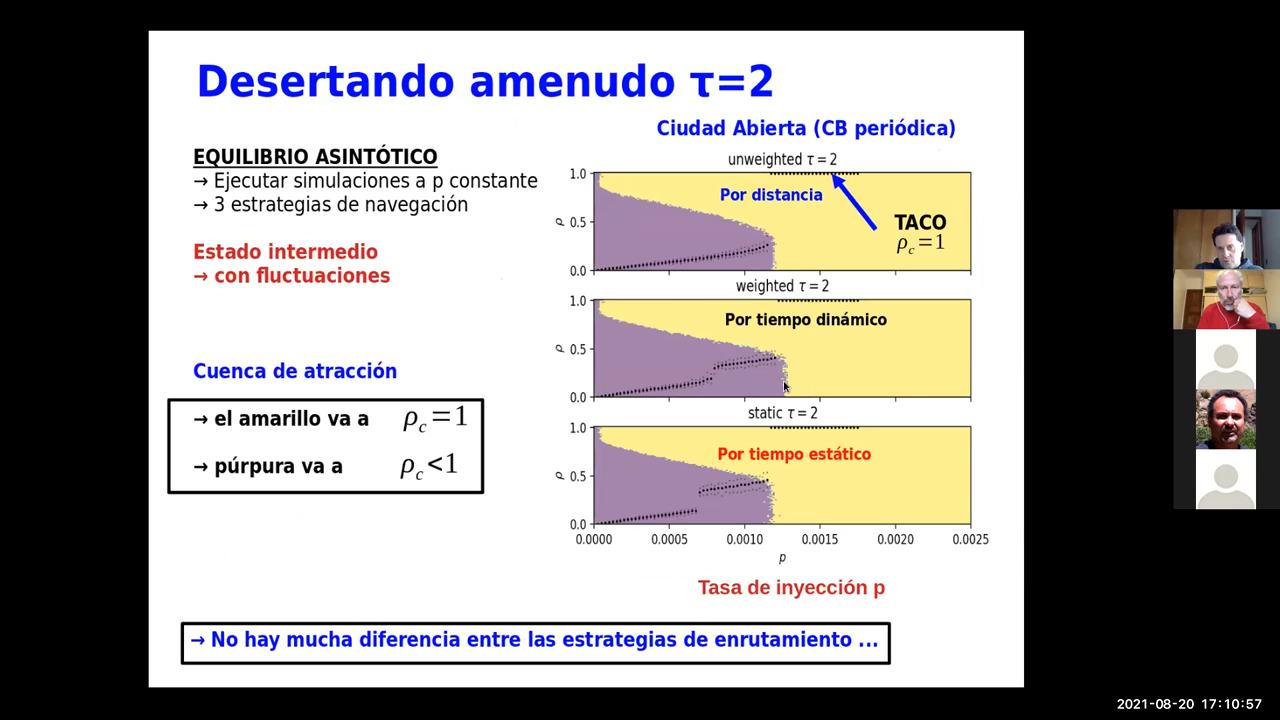 Desertando amenudo τ=2
Ciudad Abierta (CB periódica)
EQUILIBRIO ASINTÓTICO
→ Ejecutar simulaciones a p constante
→ 3 estrategias de navegación
Estado intermedio
→ con fluctuaciones
Cuenca de atracción
→ el amarillo va a ρc=1
→ púrpura va a ρc<1
unweighted τ = 2
1.0
0.5
0.0
ρ
Por distancia
TACO
ρc=1
weighted τ = 2
1.0
0.5
0.0
ρ
Por tiempo dinámico
static τ = 2
1.0
0.5
0.0
ρ
Por tiempo estático
0.0000 0.0005 0.0010 0.0015 0.0020 0.0025
p
Tasa de inyección p
→ No hay mucha diferencia entre las estrategias de enrutamiento ...
2021-08-20 17:10:57